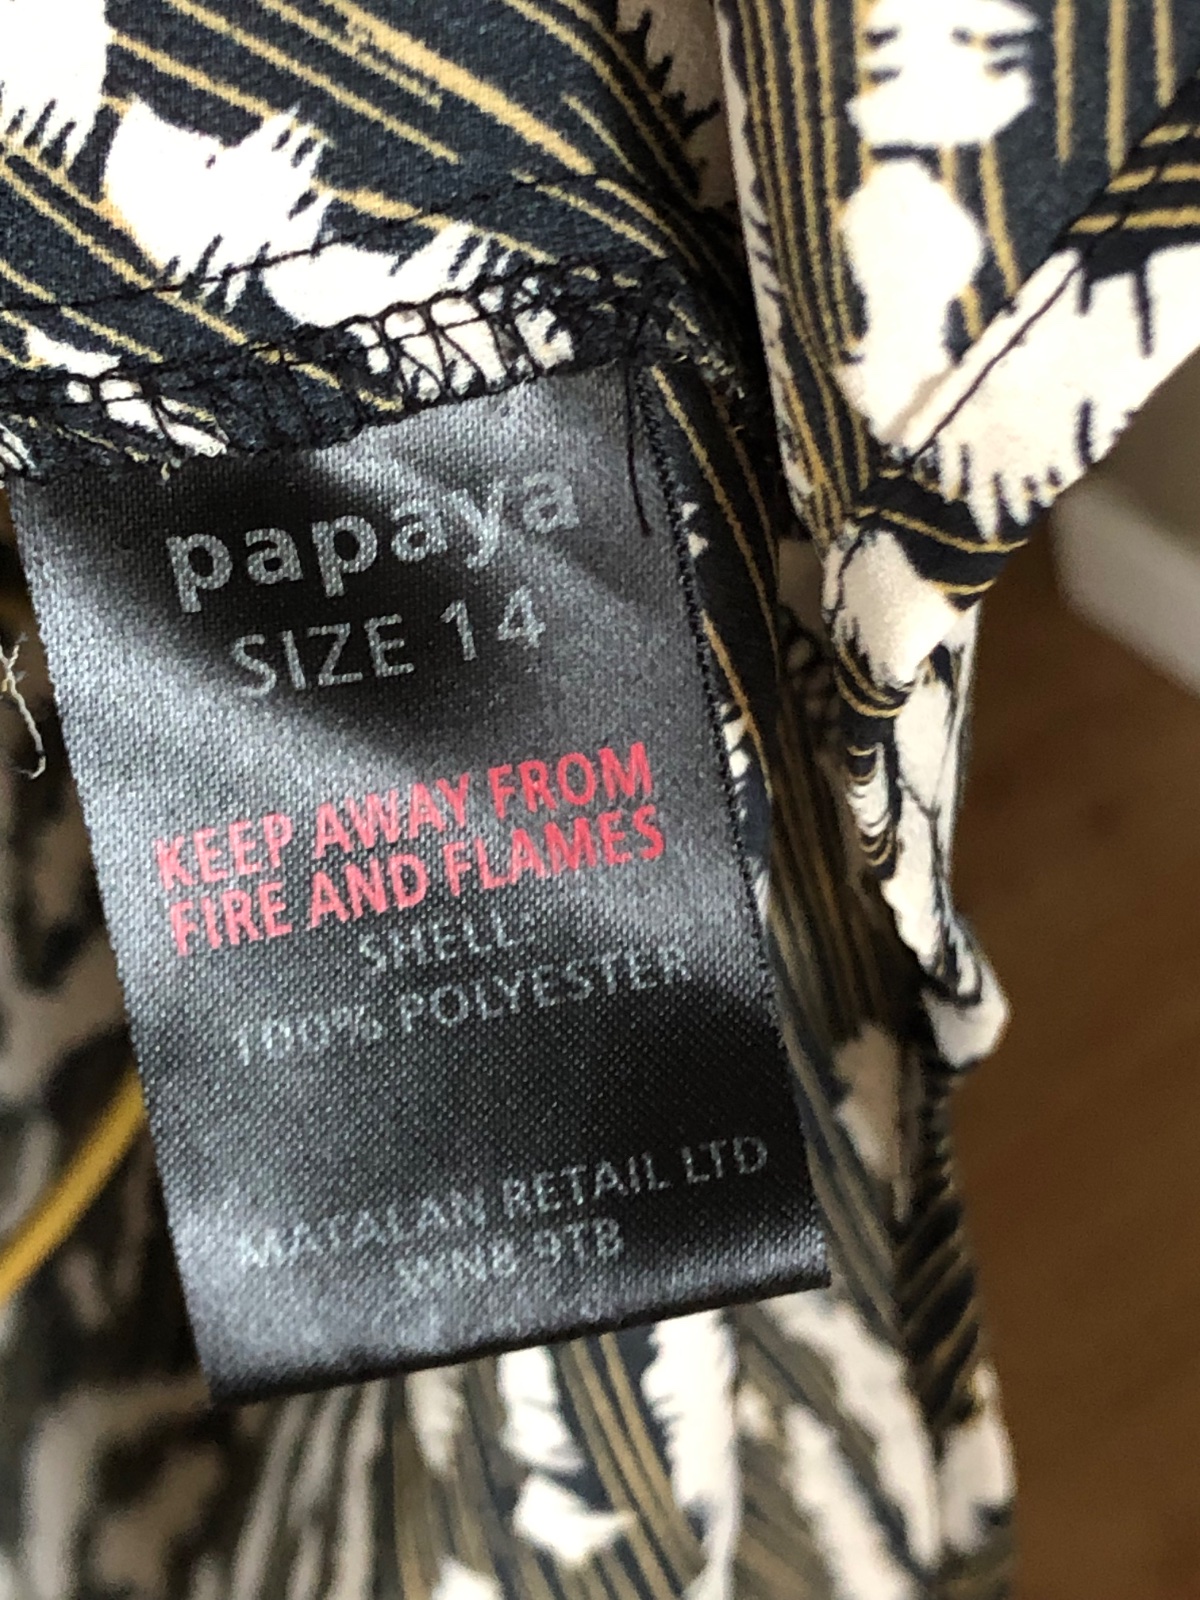 papaya
SIZE 14
KEEP AWAY FROM
FIRE AND FLAMES
SHELL:
100% POLYESTER
MATALAN RETAIL LTD
WN8 9TB